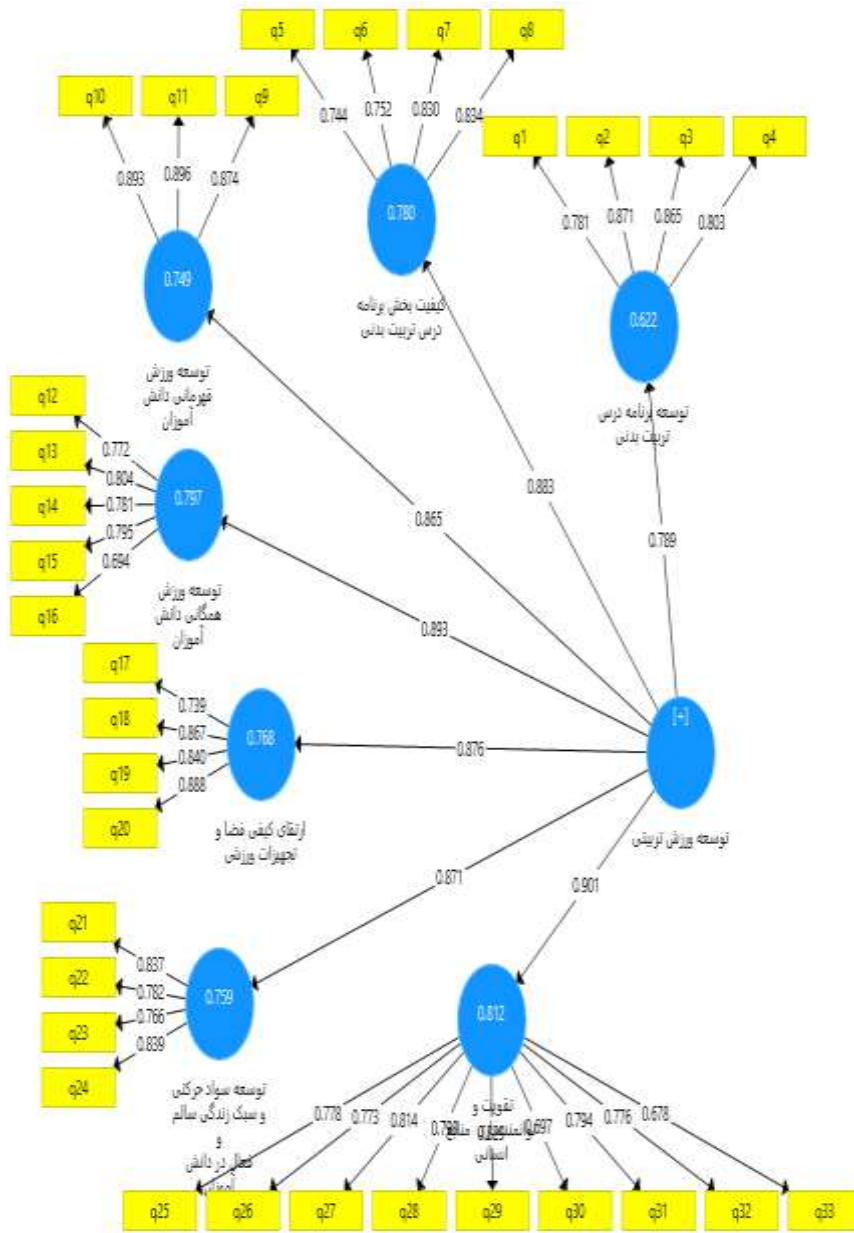 q5 q6 q7 q8
0.744 0.752 0.830 0.834
q10 q11 q9
0.893 0.896 0.874
q1 q2 q3 q4
0.781 0.871 0.865 0.803
0.780
کیفیت بخش برنامه
درس تربیت بدنی
0.749
توسعه ورزش
قهرمانی دانش
آموزان
0.622
توسعه برنامه درس
تربیت بدنی
q12
q13
q14
q15
q16
0.772
0.804
0.781
0.795
0.694
0.797
توسعه ورزش
همگانی دانش
آموزان
0.883
0.865
0.789
0.893
q17
q18
q19
q20
0.739
0.867
0.840
0.888
0.768
ارتقای کیفی فضا و
تجهیزات ورزشی
0.876
[+]
توسعه ورزش تربیتی
0.871
0.901
q21
q22
q23
q24
0.837
0.782
0.766
0.839
0.759
توسعه سواد حرکتی
و سبک زندگی سالم
و
فعال در دانش
آموزان
0.812
تقویت و
منابع
0.778 0.773 0.814 0.697 0.794 0.776 0.678
q25 q26 q27 q28 q29 q30 q31 q32 q33